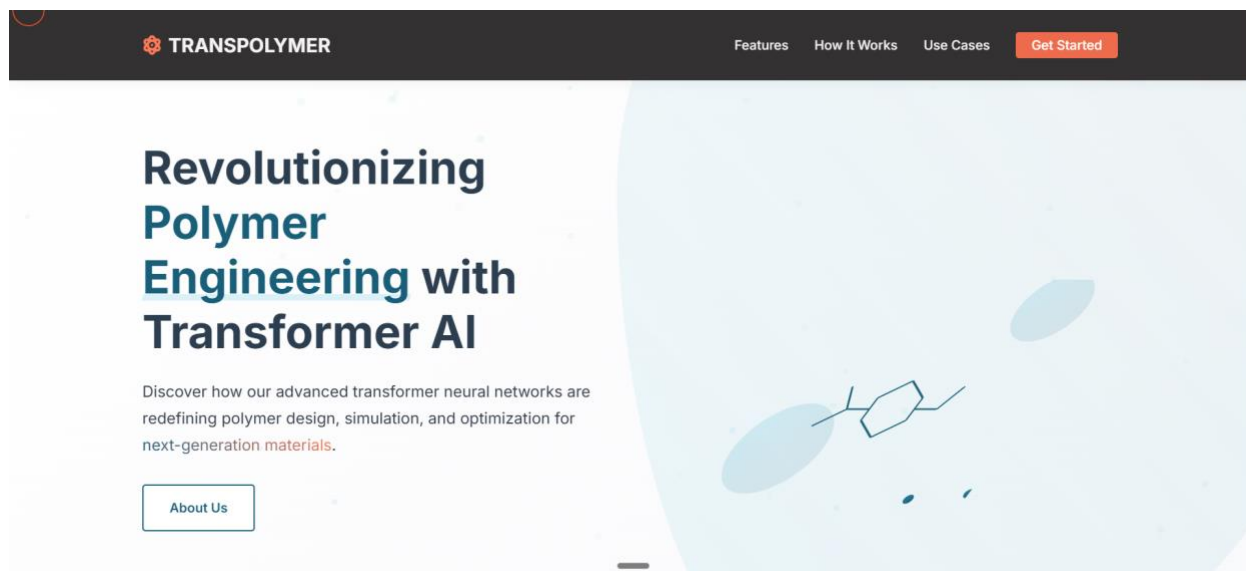 TRANSPOLYMER
Features How It Works Use Cases Get Started
Revolutionizing
Polymer
Engineering with
Transformer AI
Discover how our advanced transformer neural networks are
redefining polymer design, simulation, and optimization for
next-generation materials.
About Us